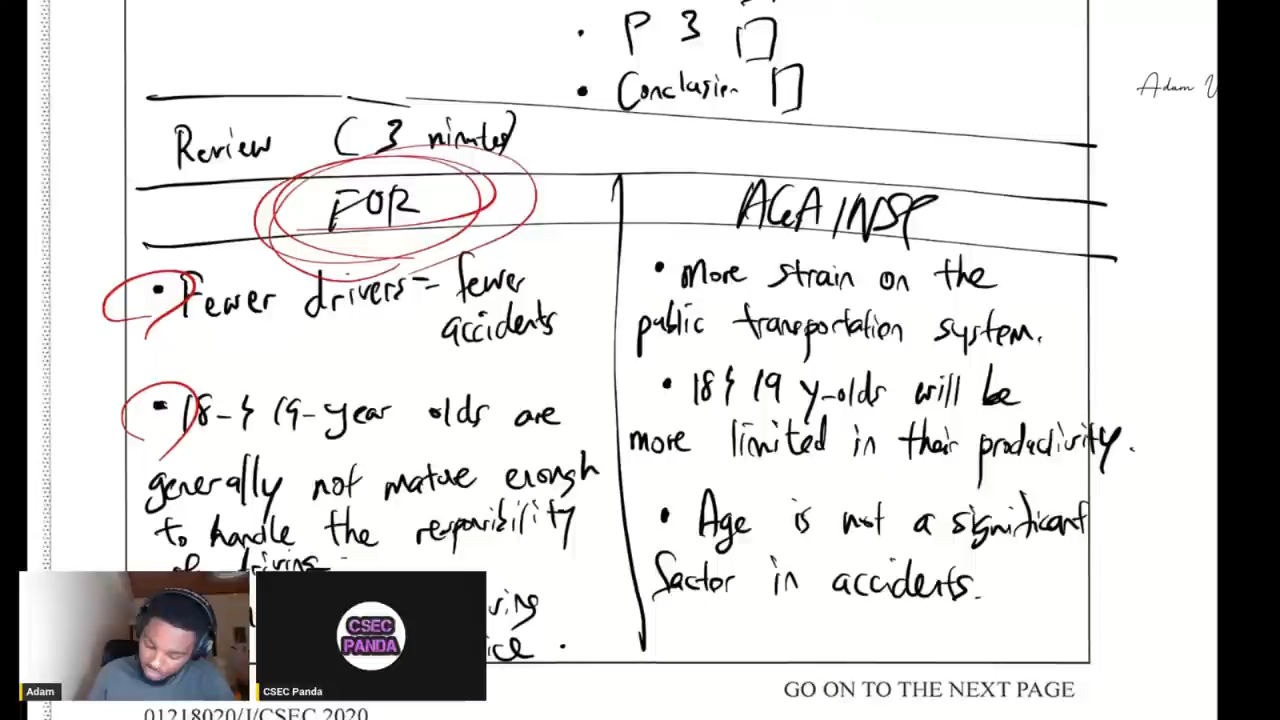 • P 3
• Conclusion
Adam
Review (3 minutes)
FOR
AGAINST
• Fewer drivers = fewer
accidents
• 18- & 19-year olds are
generally not mature enough
to handle the responsibility
of driving
• More strain on the
public transportation system.
• 18 & 19 y-olds will be
more limited in their productivity.
• Age is not a significant
factor in accidents.
CSEC
PANDA
Adam
CSEC Panda
GO ON TO THE NEXT PAGE
01218020/J/CSEC 2020